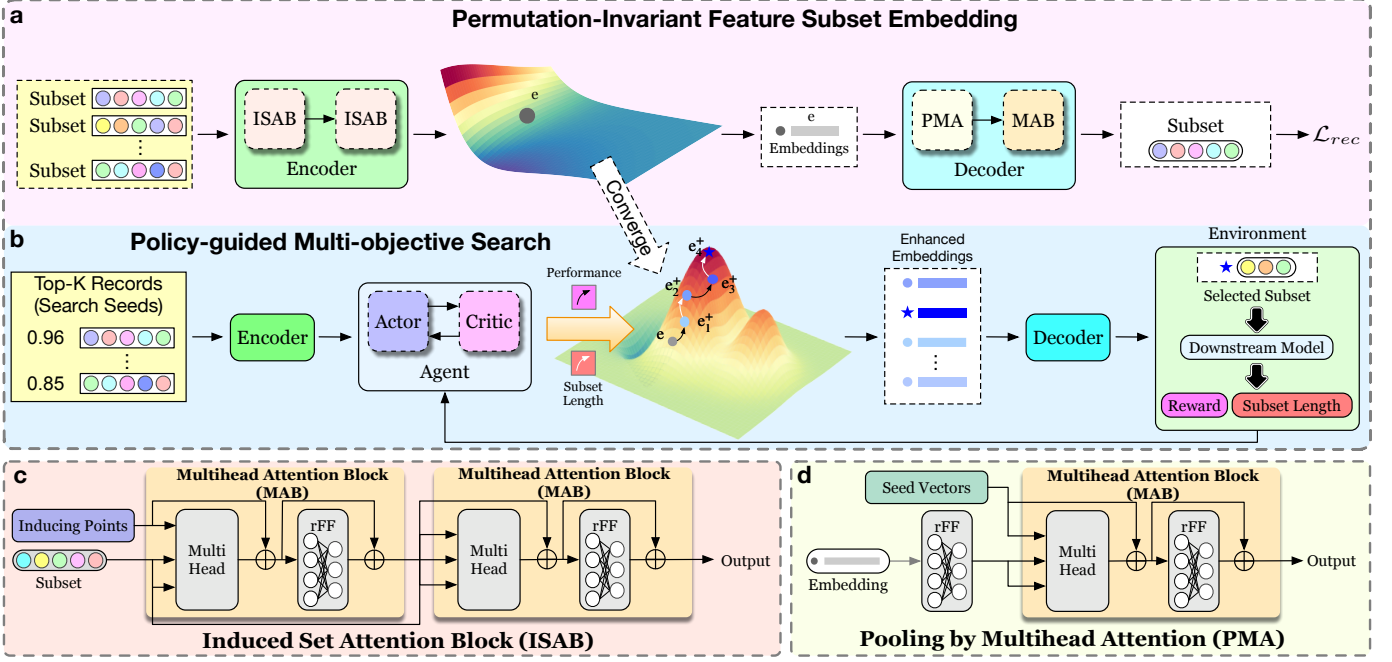 a
Permutation-Invariant Feature Subset Embedding
Subset
Subset
⋮
Subset
ISAB
ISAB
Encoder
e
e
Embeddings
PMA
MAB
Decoder
Subset
ℒrec
Converge
b
Policy-guided Multi-objective Search
Top-K Records
(Search Seeds)
0.96
⋮
0.85
Encoder
Actor
Critic
Agent
Performance
Subset
Length
e
e₁⁺
e₂⁺
e₃⁺
e₄⁺
Enhanced
Embeddings
⋮
Decoder
Environment
Selected Subset
Downstream Model
Reward
Subset Length
c
Multihead Attention Block
(MAB)
Inducing Points
Subset
Multi
Head
rFF
Multihead Attention Block
(MAB)
Multi
Head
rFF
Output
Induced Set Attention Block (ISAB)
d
Seed Vectors
Embedding
rFF
Multihead Attention Block
(MAB)
Multi
Head
rFF
Output
Pooling by Multihead Attention (PMA)